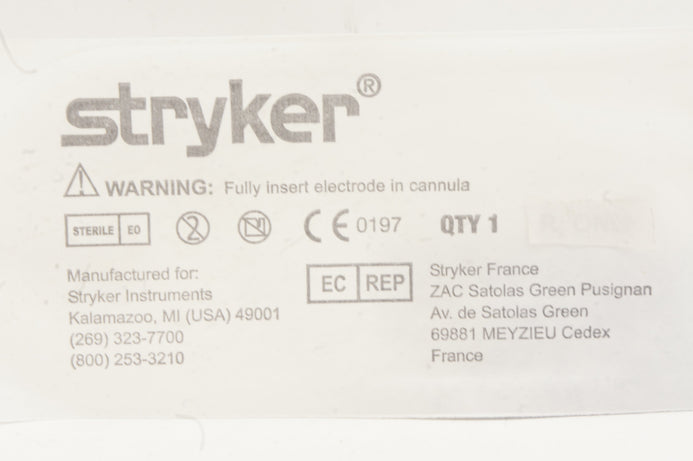 stryker®
WARNING: Fully insert electrode in cannula
STERILE EO
2
CE 0197
QTY 1
Manufactured for:
Stryker Instruments
Kalamazoo, MI (USA) 49001
(269) 323-7700
(800) 253-3210
EC REP
Stryker France
ZAC Satolas Green Pusignan
Av. de Satolas Green
69881 MEYZIEU Cedex
France